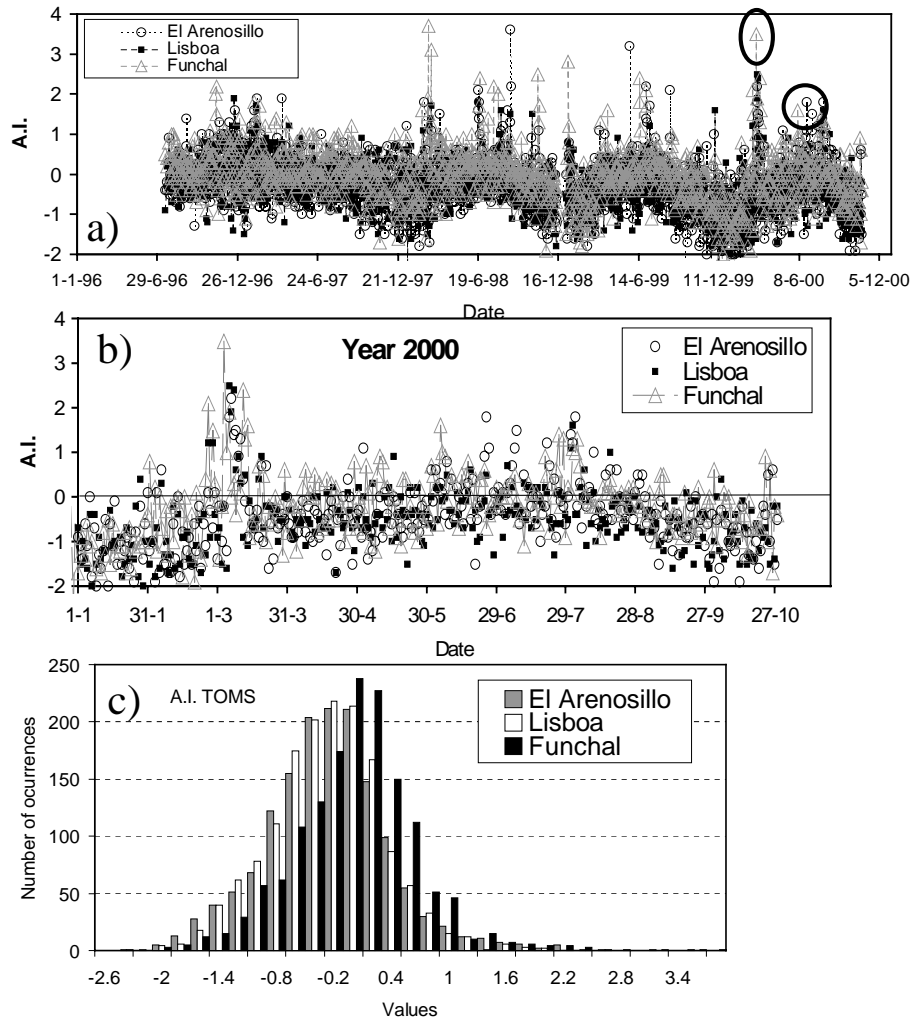 4
3
2
1
0
-1
-2
A.I.
El Arenosillo
Lisboa
Funchal
a)
1-1-96 29-6-96 26-12-96 24-6-97 21-12-97 19-6-98 16-12-98 14-6-99 11-12-99 8-6-00 5-12-00
Date
4
3
2
1
0
-1
-2
A.I.
b)
Year 2000
El Arenosillo
Lisboa
Funchal
1-1 31-1 1-3 31-3 30-4 30-5 29-6 29-7 28-8 27-9 27-10
Date
250
200
150
100
50
0
Number of ocurrences
c)
A.I. TOMS
El Arenosillo
Lisboa
Funchal
-2.6 -2 -1.4 -0.8 -0.2 0.4 1 1.6 2.2 2.8 3.4
Values